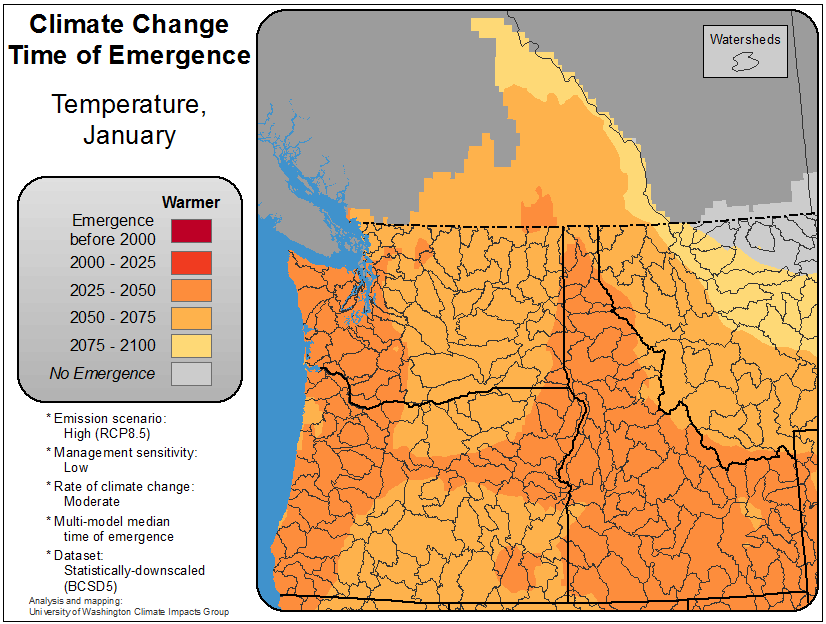 Climate Change
Time of Emergence
Temperature,
January
Warmer
Emergence
before 2000
2000 - 2025
2025 - 2050
2050 - 2075
2075 - 2100
No Emergence
* Emission scenario:
High (RCP8.5)
* Management sensitivity:
Low
* Rate of climate change:
Moderate
* Multi-model median
time of emergence
* Dataset:
Statistically-downscaled
(BCSD5)
Analysis and mapping:
University of Washington Climate Impacts Group
Watersheds